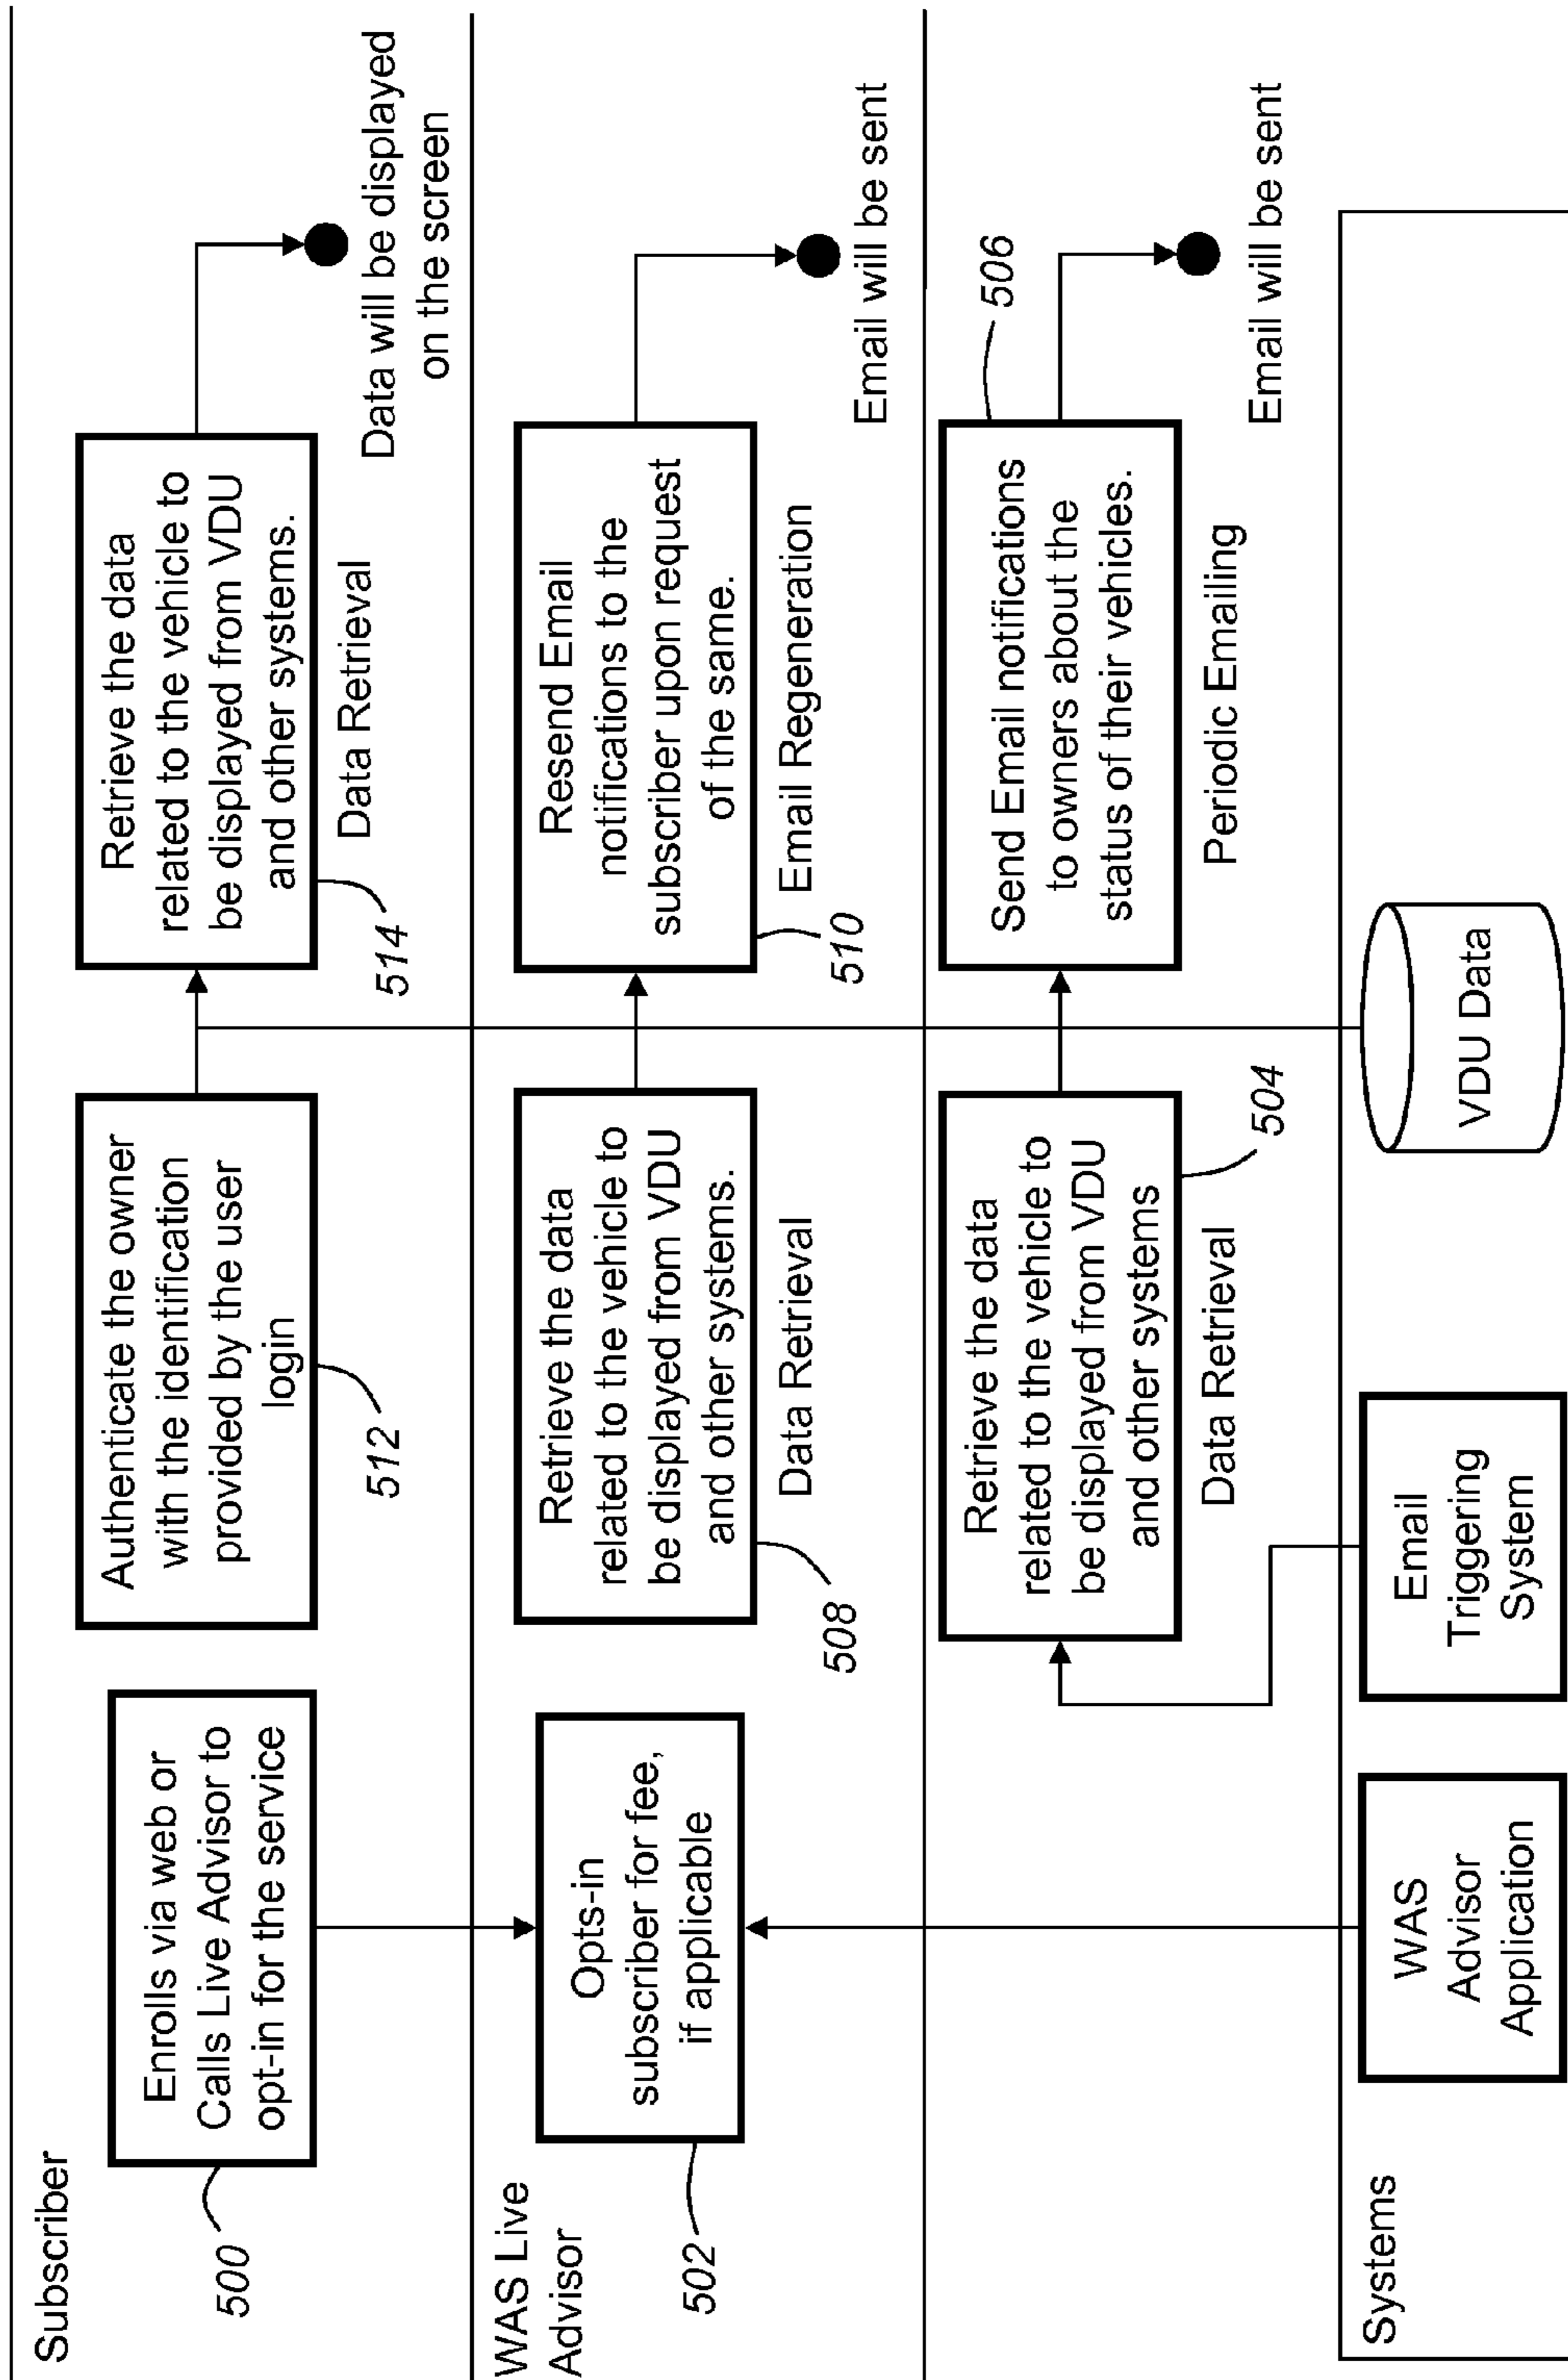 Subscriber
Enrolls via web or
Calls Live Advisor to
opt-in for the service
500
Authenticate the owner
with the identification
provided by the user
login
512
Retrieve the data
related to the vehicle to
be displayed from VDU
and other systems.
514
Data Retrieval
Data will be displayed
on the screen
WAS Live
Advisor
Opts-in
subscriber for fee,
if applicable
502
Retrieve the data
related to the vehicle to
be displayed from VDU
and other systems.
508
Data Retrieval
Resend Email
notifications to the
subscriber upon request
of the same.
510
Email Regeneration
Email will be sent
Retrieve the data
related to the vehicle to
be displayed from VDU
and other systems
504
Data Retrieval
Send Email notifications
to owners about the
status of their vehicles.
506
Periodic Emailing
Email will be sent
Systems
WAS
Advisor
Application
Email
Triggering
System
VDU Data